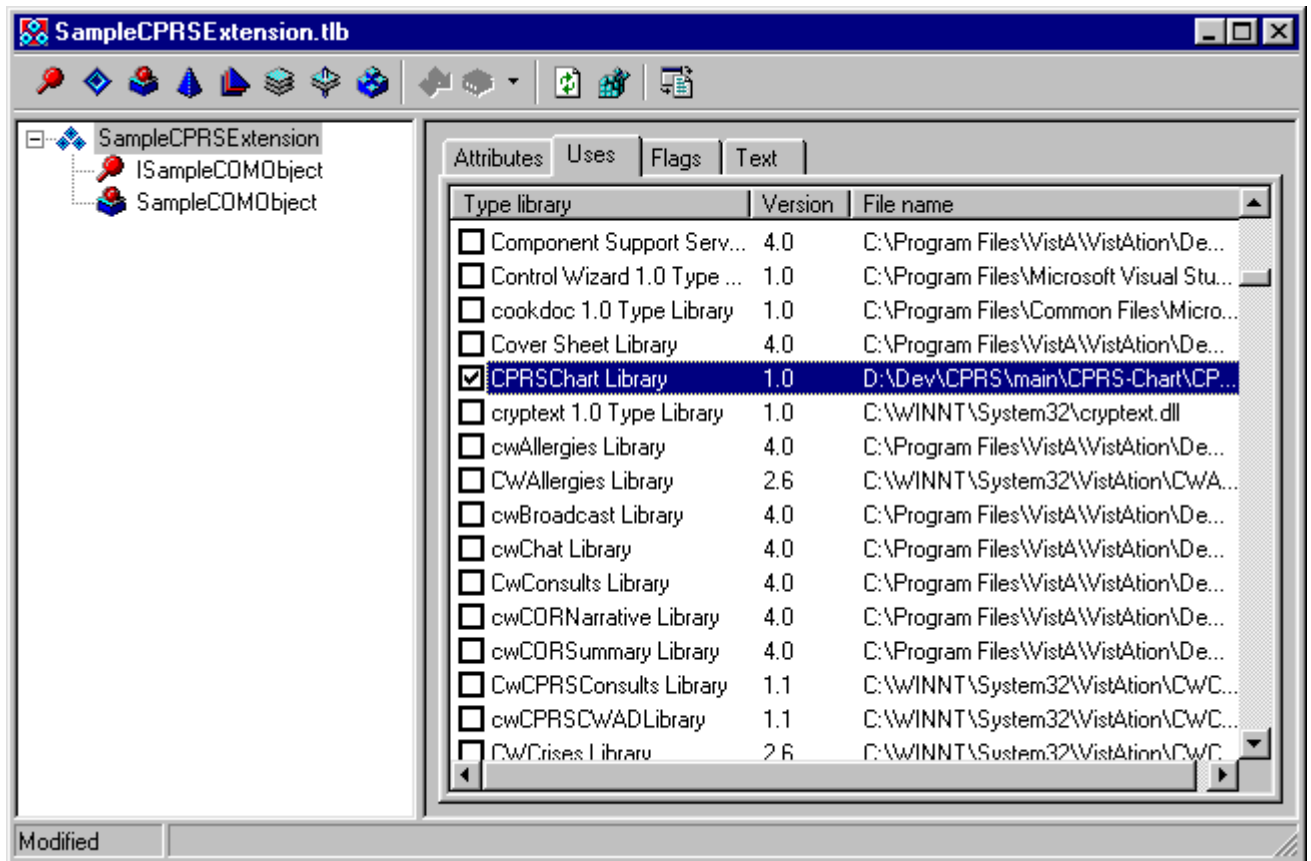 SampleCPRSExtension.tlb
SampleCPRSExtension
ISampleCOMObject
SampleCOMObject
Attributes Uses Flags Text
Type library Version File name
Component Support Serv... 4.0 C:\Program Files\VistA\VistAtion\De...
Control Wizard 1.0 Type ... 1.0 C:\Program Files\Microsoft Visual Stu...
cookdoc 1.0 Type Library 1.0 C:\Program Files\Common Files\Micro...
Cover Sheet Library 4.0 C:\Program Files\VistA\VistAtion\De...
CPRSChart Library 1.0 D:\Dev\CPRS\main\CPRS-Chart\CP...
cryptext 1.0 Type Library 1.0 C:\WINNT\System32\cryptext.dll
cwAllergies Library 4.0 C:\Program Files\VistA\VistAtion\De...
CWAllergies Library 2.6 C:\WINNT\System32\VistAtion\CWA...
cwBroadcast Library 4.0 C:\Program Files\VistA\VistAtion\De...
cwChat Library 4.0 C:\Program Files\VistA\VistAtion\De...
CwConsults Library 4.0 C:\Program Files\VistA\VistAtion\De...
cwCORNarrative Library 4.0 C:\Program Files\VistA\VistAtion\De...
cwCORSummary Library 4.0 C:\Program Files\VistA\VistAtion\De...
CwCPRSConsults Library 1.1 C:\WINNT\System32\VistAtion\CWC...
cwCPRSCWADLibrary 1.1 C:\WINNT\System32\VistAtion\CWC...
CWCrises Library 2.6 C:\WINNT\System32\VistAtion\CWC
Modified